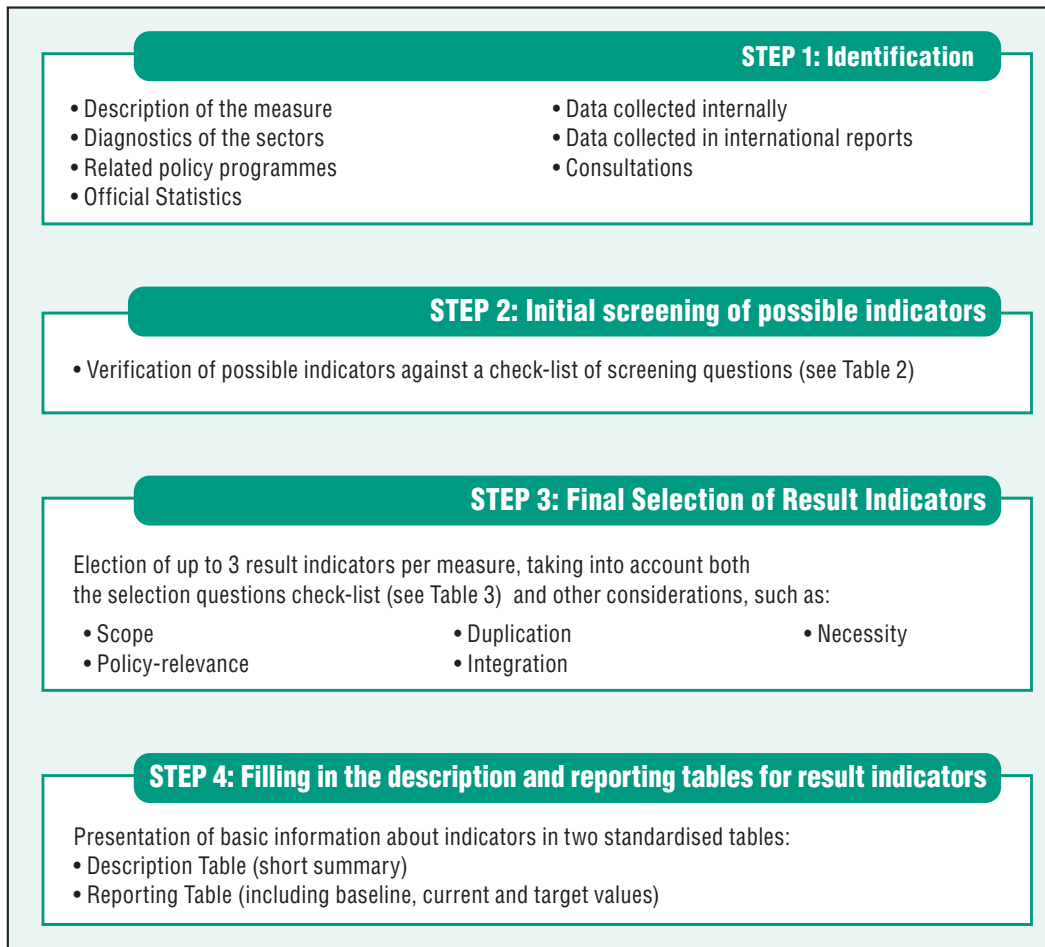 STEP 1: Identification
• Description of the measure
• Diagnostics of the sectors
• Related policy programmes
• Official Statistics
• Data collected internally
• Data collected in international reports
• Consultations
STEP 2: Initial screening of possible indicators
• Verification of possible indicators against a check-list of screening questions (see Table 2)
STEP 3: Final Selection of Result Indicators
Election of up to 3 result indicators per measure, taking into account both
the selection questions check-list (see Table 3) and other considerations, such as:
• Scope
• Policy-relevance
• Duplication
• Integration
• Necessity
STEP 4: Filling in the description and reporting tables for result indicators
Presentation of basic information about indicators in two standardised tables:
• Description Table (short summary)
• Reporting Table (including baseline, current and target values)